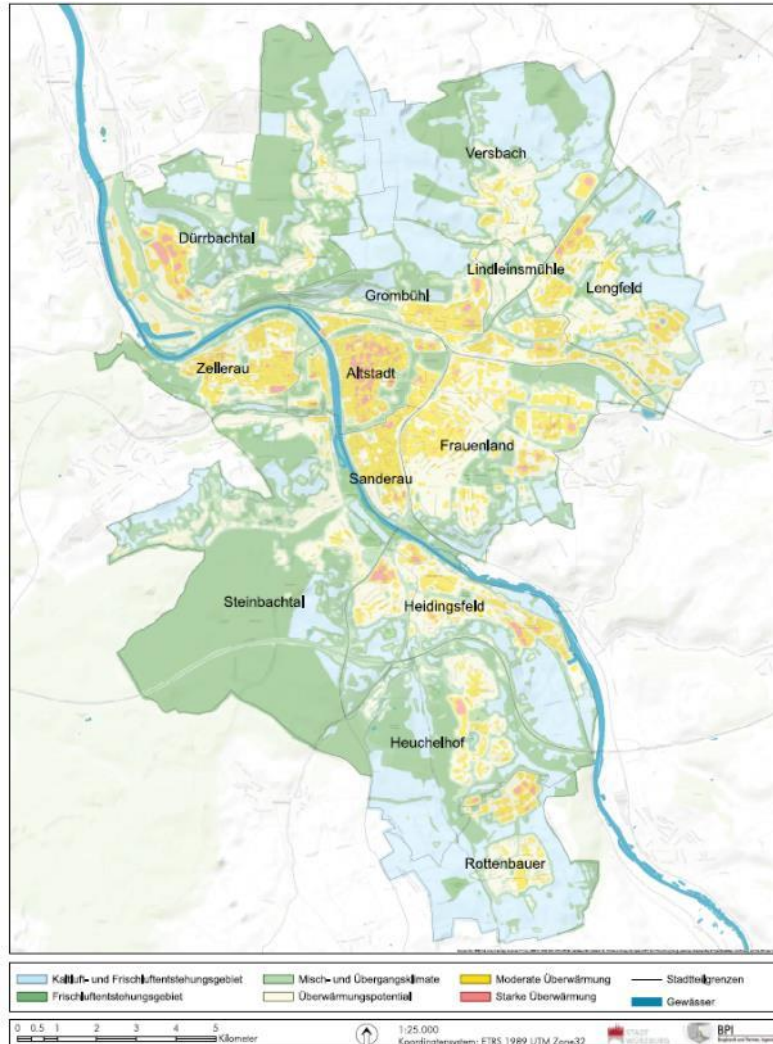 Versbach
Dürrbachtal
Lindleinsmühle
Lengfeld
Grombühl
Zellerau
Altstadt
Frauenland
Sanderau
Steinbachtal
Heidingsfeld
Heuchelhof
Rottenbauer
Kaltluft- und Frischluftentstehungsgebiet
Misch- und Übergangsklimate
Moderate Überwärmung
Stadtteilgrenzen
Frischluftentstehungsgebiet
Überwärmungspotential
Starke Überwärmung
Gewässer
0 0.5 1 2 3 4 5
Kilometer
1:25.000
Koordinatensystem: ETRS 1989 UTM Zone32
STADT
WÜRZBURG
BPI